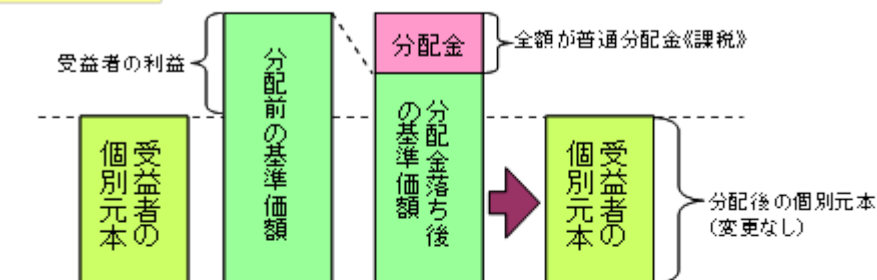 受益者の利益
受益者の
個別元本
分配前の基準価額
分配金
全額が普通分配金《課税》
分配金落ち後
の基準価額
受益者の
個別元本
分配後の個別元本
(変更なし)